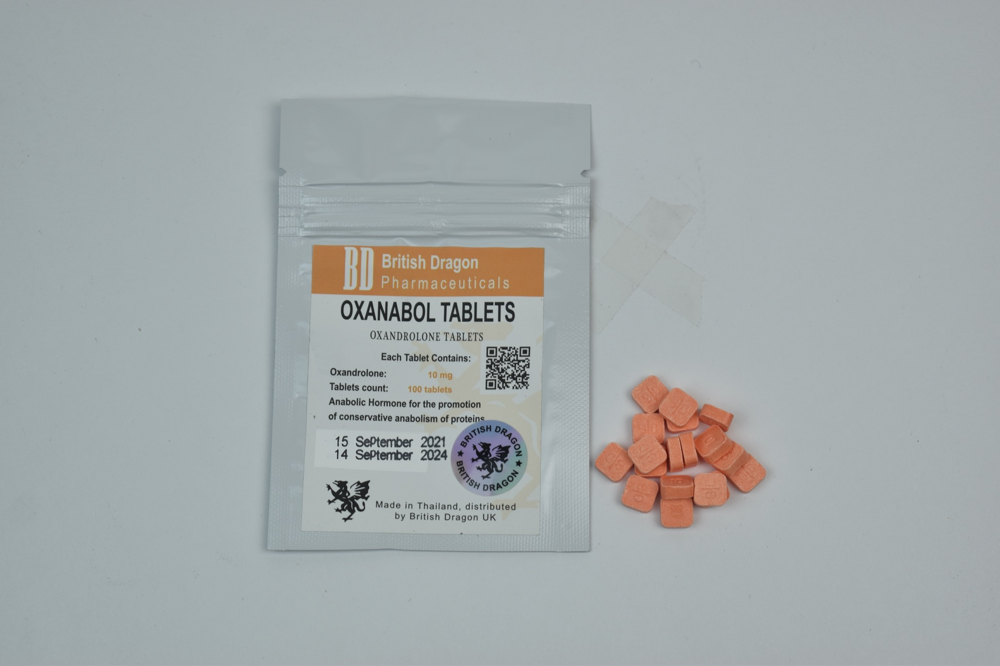 BD British Dragon
Pharmaceuticals
OXANABOL TABLETS
OXANDROLONE TABLETS
Each Tablet Contains:
Oxandrolone: 10 mg
Tablets count: 100 tablets
Anabolic Hormone for the promotion
of conservative anabolism of proteins
15 September 2021
14 September 2024
BRITISH DRAGON
BRITISH DRAGON
Made in Thailand, distributed
by British Dragon UK